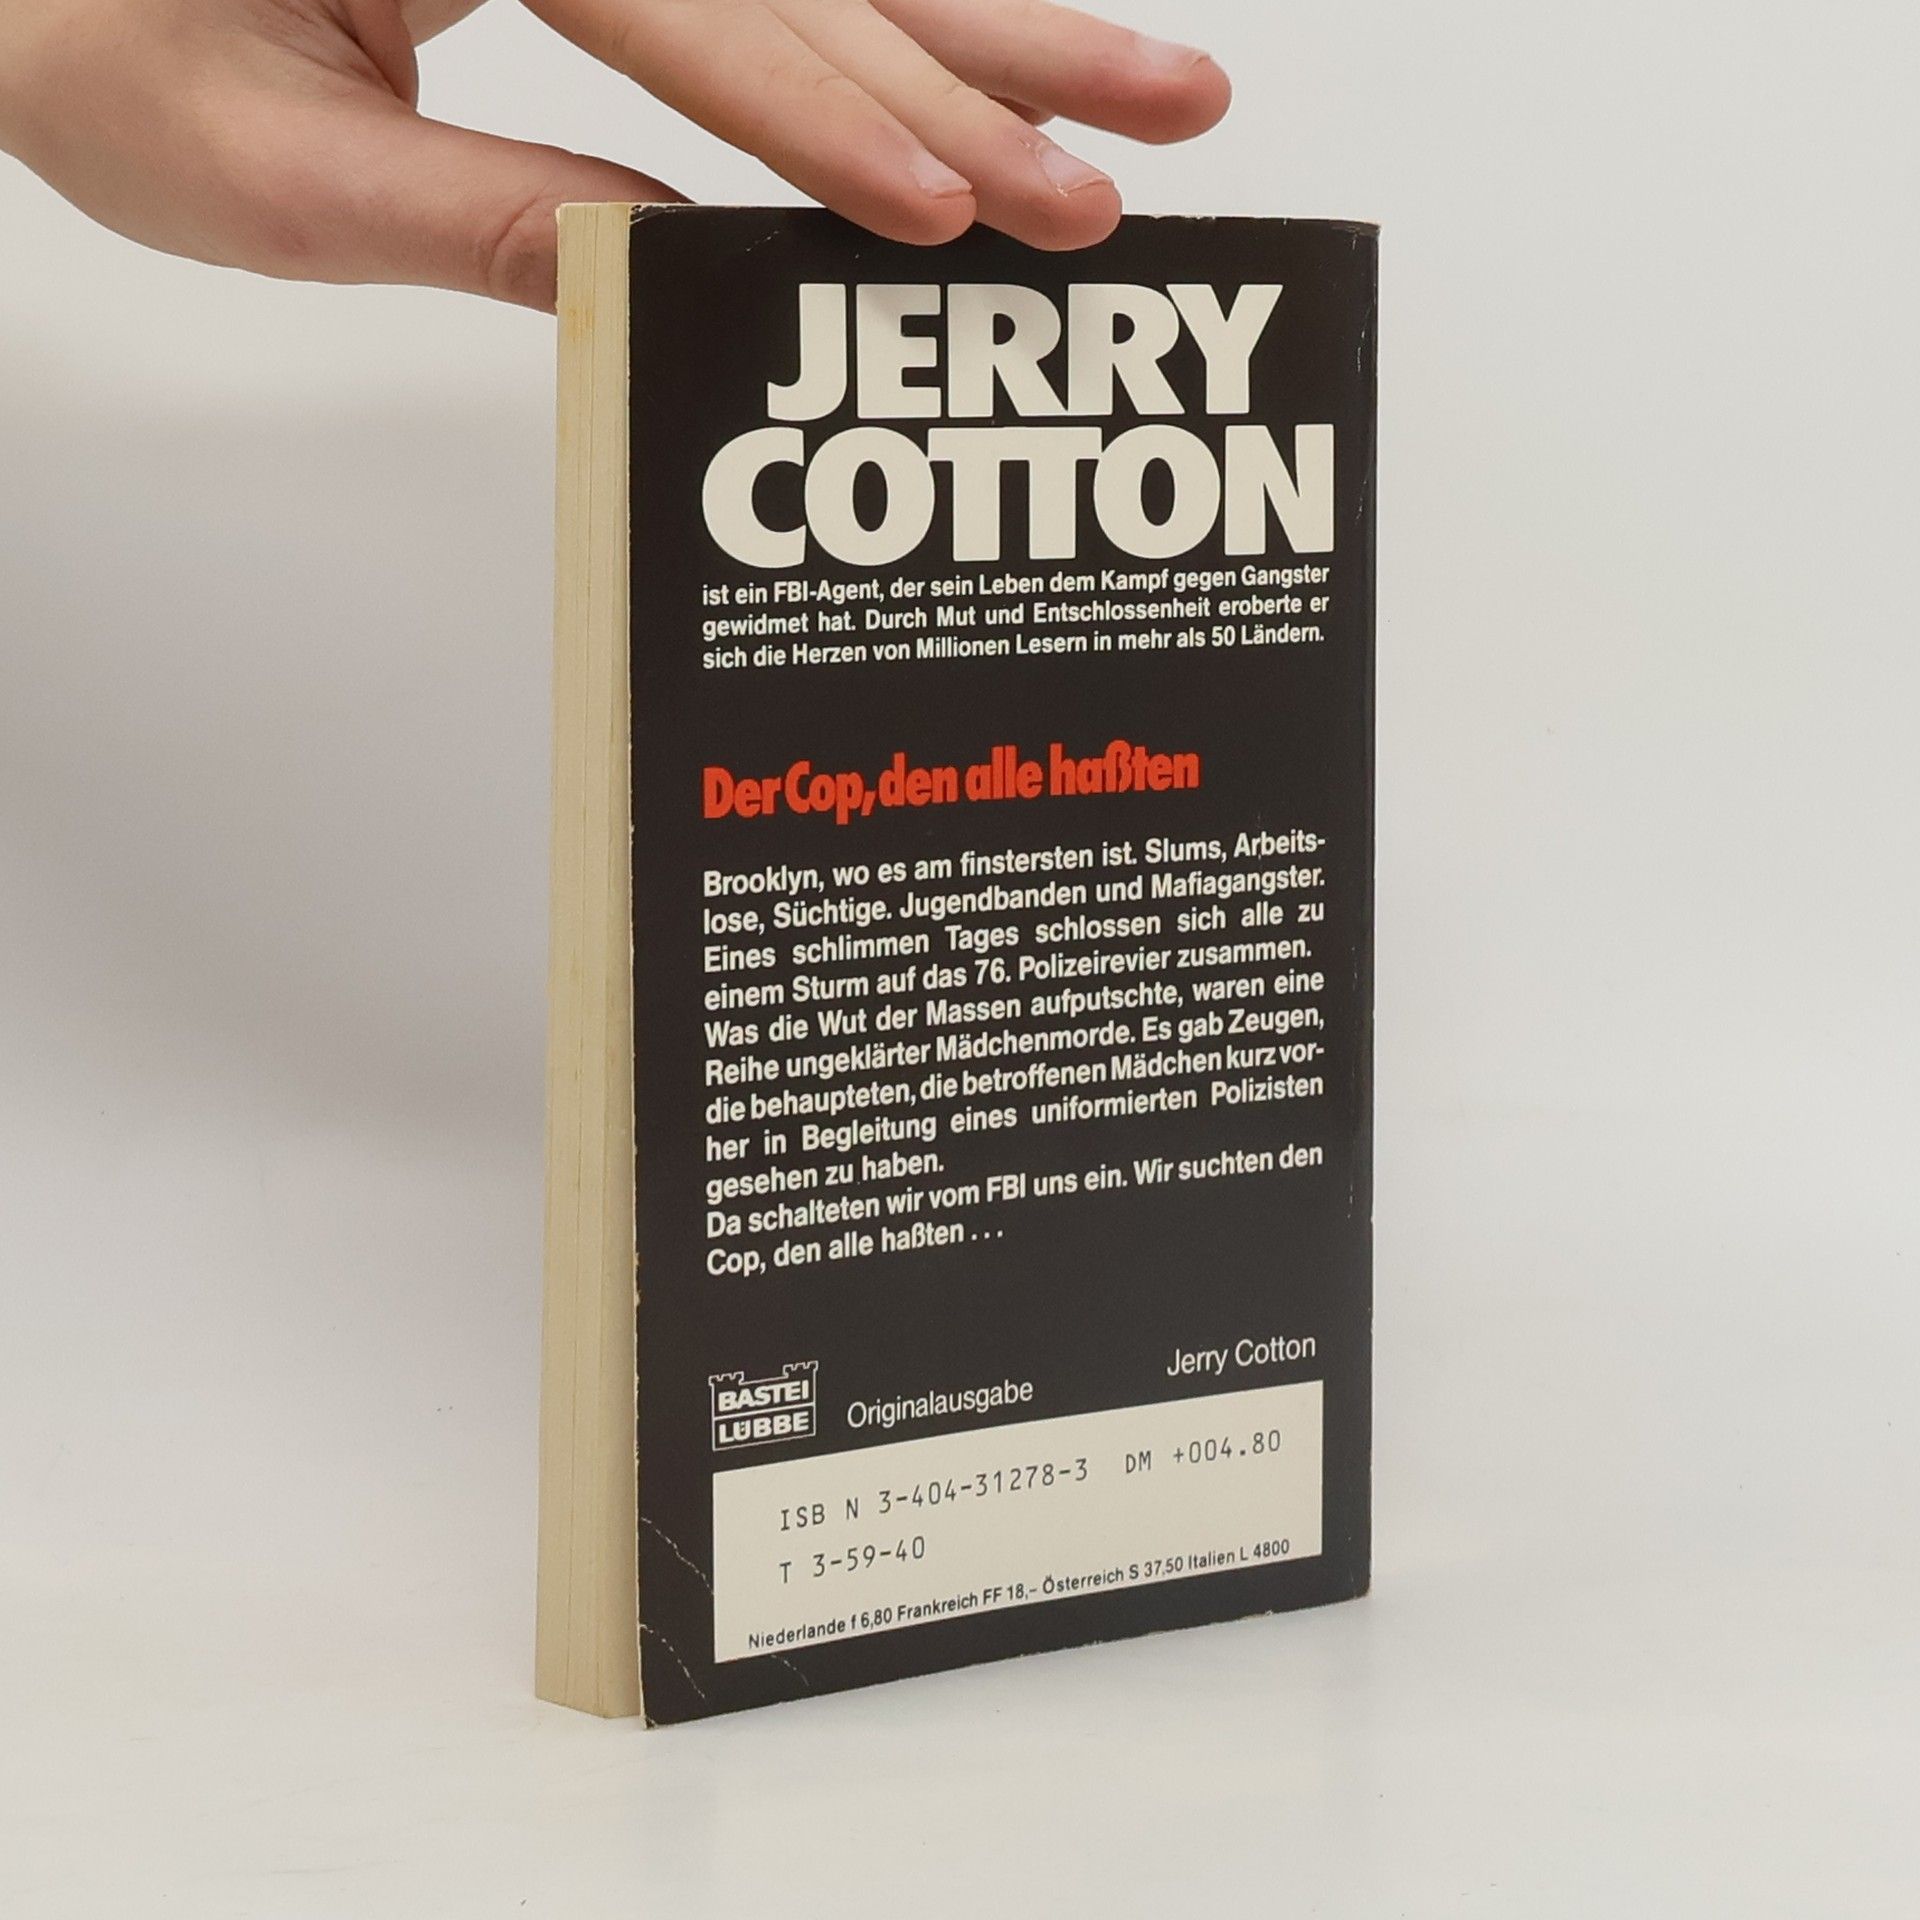 JERRY
COTTON
ist ein FBI-Agent, der sein Leben dem Kampf gegen Gangster
gewidmet hat. Durch Mut und Entschlossenheit eroberte er
sich die Herzen von Millionen Lesern in mehr als 50 Ländern.
Der Cop, den alle haßten
Brooklyn, wo es am finstersten ist. Slums, Arbeits-
lose, Süchtige. Jugendbanden und Mafiagangster.
Eines schlimmen Tages schlossen sich alle zu
einem Sturm auf das 76. Polizeirevier zusammen.
Was die Wut der Massen aufputschte, waren eine
Reihe ungeklärter Mädchenmorde. Es gab Zeugen,
die behaupteten, die betroffenen Mädchen kurz vor-
her in Begleitung eines uniformierten Polizisten
gesehen zu haben.
Da schalteten wir vom FBI uns ein. Wir suchten den
Cop, den alle haßten ...
Jerry Cotton
BASTEI
LÜBBE
Originalausgabe
ISB N 3-404-31278-3 DM +004.80
T 3-59-40
Niederlande f 6,80 Frankreich FF 18,– Österreich S 37,50 Italien L 4800